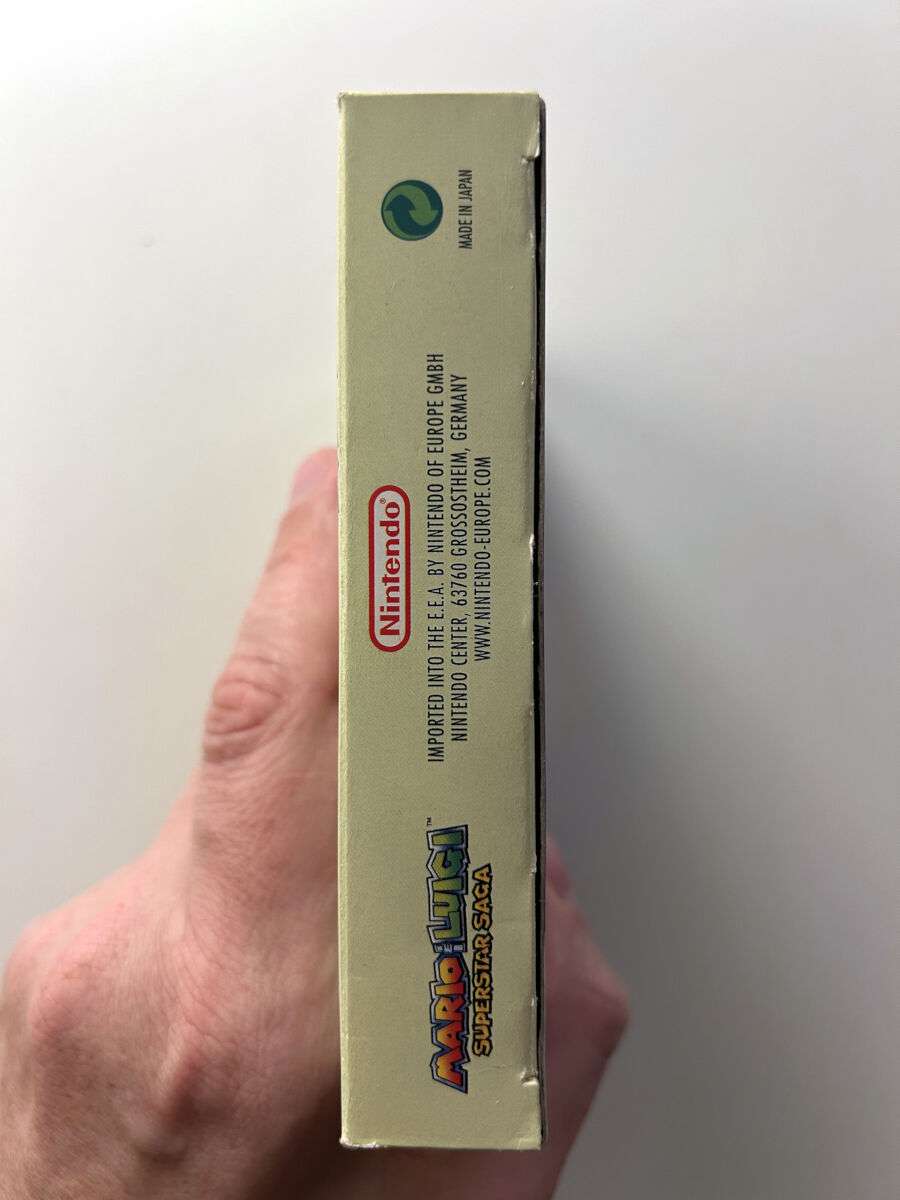 MARIO & LUIGI™
SUPERSTAR SAGA
Nintendo®
IMPORTED INTO THE E.E.A. BY NINTENDO OF EUROPE GMBH
NINTENDO CENTER, 63760 GROSSOSTHEIM, GERMANY
WWW.NINTENDO-EUROPE.COM
MADE IN JAPAN